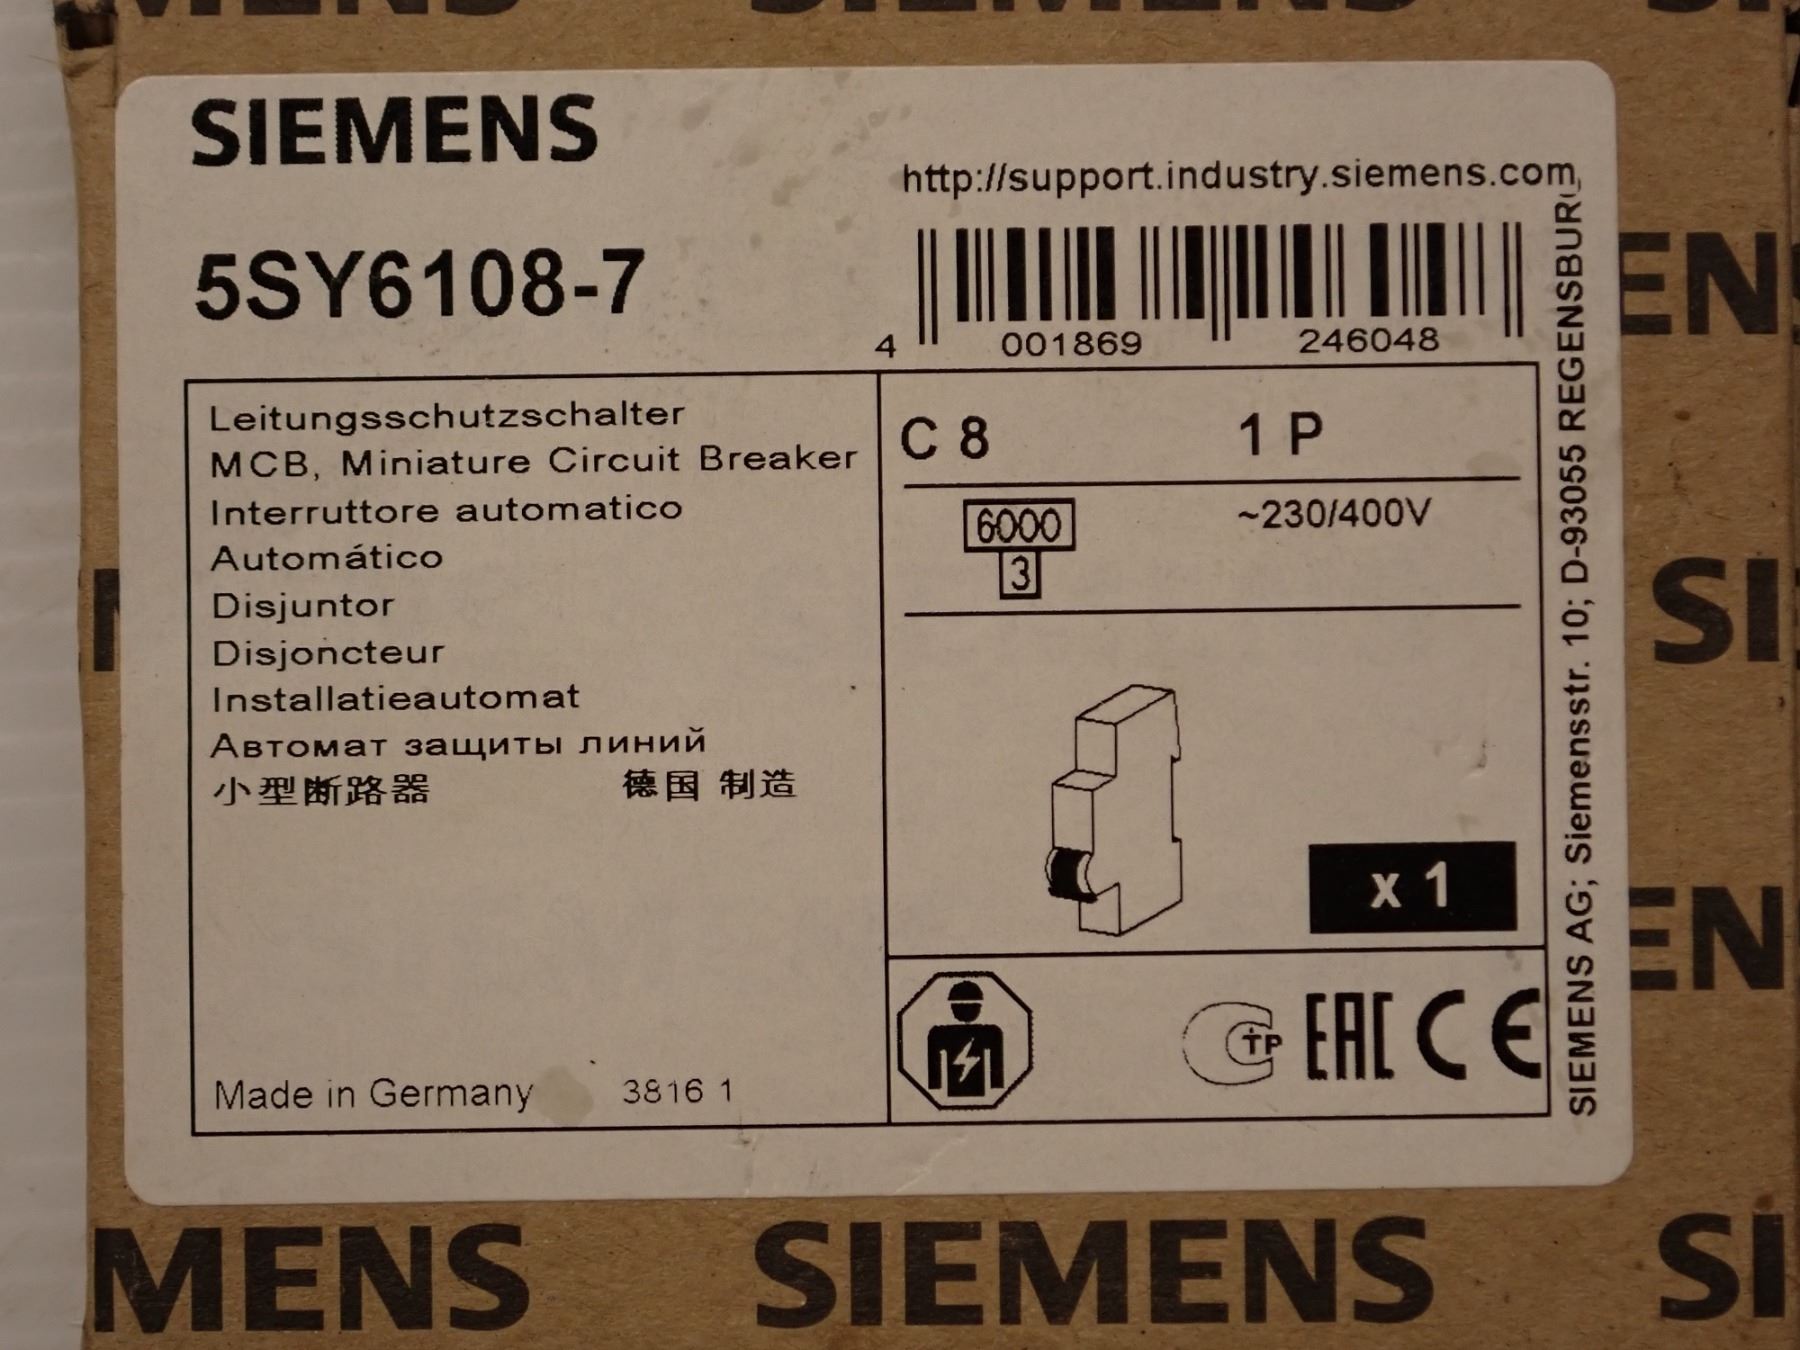 SIEMENS
http://support.industry.siemens.com
5SY6108-7
4 001869 246048
Leitungsschutzschalter
MCB, Miniature Circuit Breaker
Interruttore automatico
Automático
Disjuntor
Disjoncteur
Installatieautomat
Автомат защиты линий
小型断路器 德国 制造
Made in Germany 3816 1
C 8 1 P
6000 ~230/400V
3
x 1
EAC CE
SIEMENS AG; Siemensstr. 10; D-93055 REGENSBURG
MENS SIEMENS SI